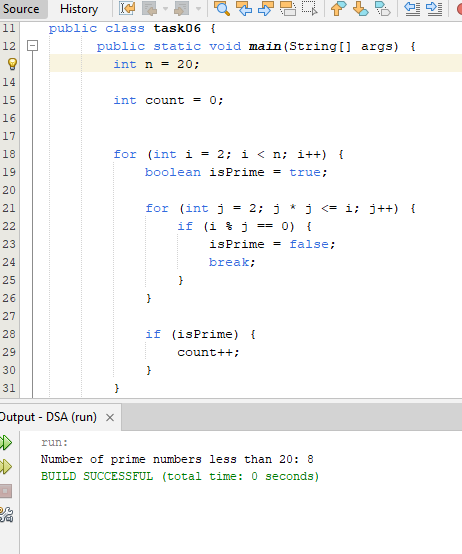 Source History
11 public class task06 {
12 public static void main(String[] args) {
int n = 20;
14
15 int count = 0;
16
17
18 for (int i = 2; i < n; i++) {
19 boolean isPrime = true;
20
21 for (int j = 2; j * j <= i; j++) {
22 if (i % j == 0) {
23 isPrime = false;
24 break;
25 }
26 }
27
28 if (isPrime) {
29 count++;
30 }
31 }
Output - DSA (run) ×
run:
Number of prime numbers less than 20: 8
BUILD SUCCESSFUL (total time: 0 seconds)